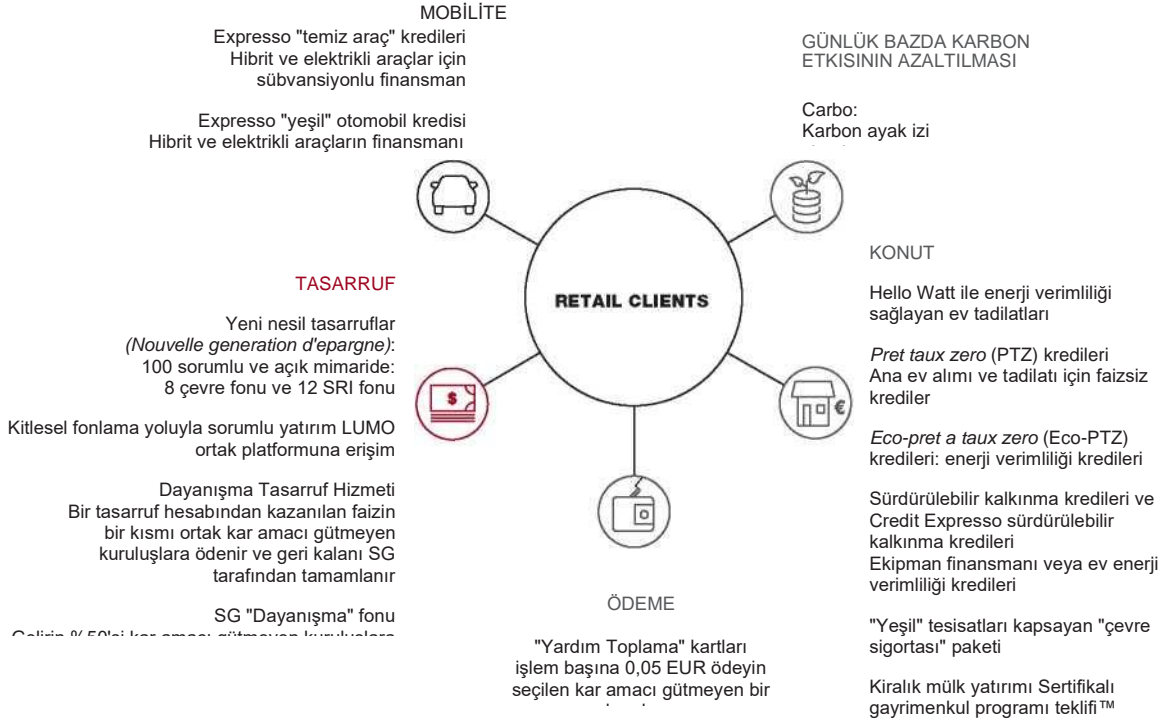 MOBİLİTE
Expresso "temiz araç" kredileri
Hibrit ve elektrikli araçlar için
sübvansiyonlu finansman
Expresso "yeşil" otomobil kredisi
Hibrit ve elektrikli araçların finansmanı
GÜNLÜK BAZDA KARBON
ETKISININ AZALTILMASI
Carbo:
Karbon ayak izi
RETAIL CLIENTS
TASARRUF
Yeni nesil tasarruflar
(Nouvelle generation d'epargne):
100 sorumlu ve açık mimaride:
8 çevre fonu ve 12 SRI fonu
Kitlesel fonlama yoluyla sorumlu yatırım LUMO
ortak platformuna erişim
Dayanışma Tasarruf Hizmeti
Bir tasarruf hesabından kazanılan faizin
bir kısmı ortak kar amacı gütmeyen
kuruluşlara ödenir ve geri kalanı SG
tarafından tamamlanır
SG "Dayanışma" fonu
Gelirin %50'si kar amacı gütmeyen kuruluşlara
KONUT
Hello Watt ile enerji verimliliği
sağlayan ev tadilatları
Pret taux zero (PTZ) kredileri
Ana ev alımı ve tadilatı için faizsiz
krediler
Eco-pret a taux zero (Eco-PTZ)
kredileri: enerji verimliliği kredileri
Sürdürülebilir kalkınma kredileri ve
Credit Expresso sürdürülebilir
kalkınma kredileri
Ekipman finansmanı veya ev enerji
verimliliği kredileri
"Yeşil" tesisatları kapsayan "çevre
sigortası" paketi
Kiralık mülk yatırımı Sertifikalı
gayrimenkul programı teklifi™
ÖDEME
"Yardım Toplama" kartları
işlem başına 0,05 EUR ödeyin
seçilen kar amacı gütmeyen bir